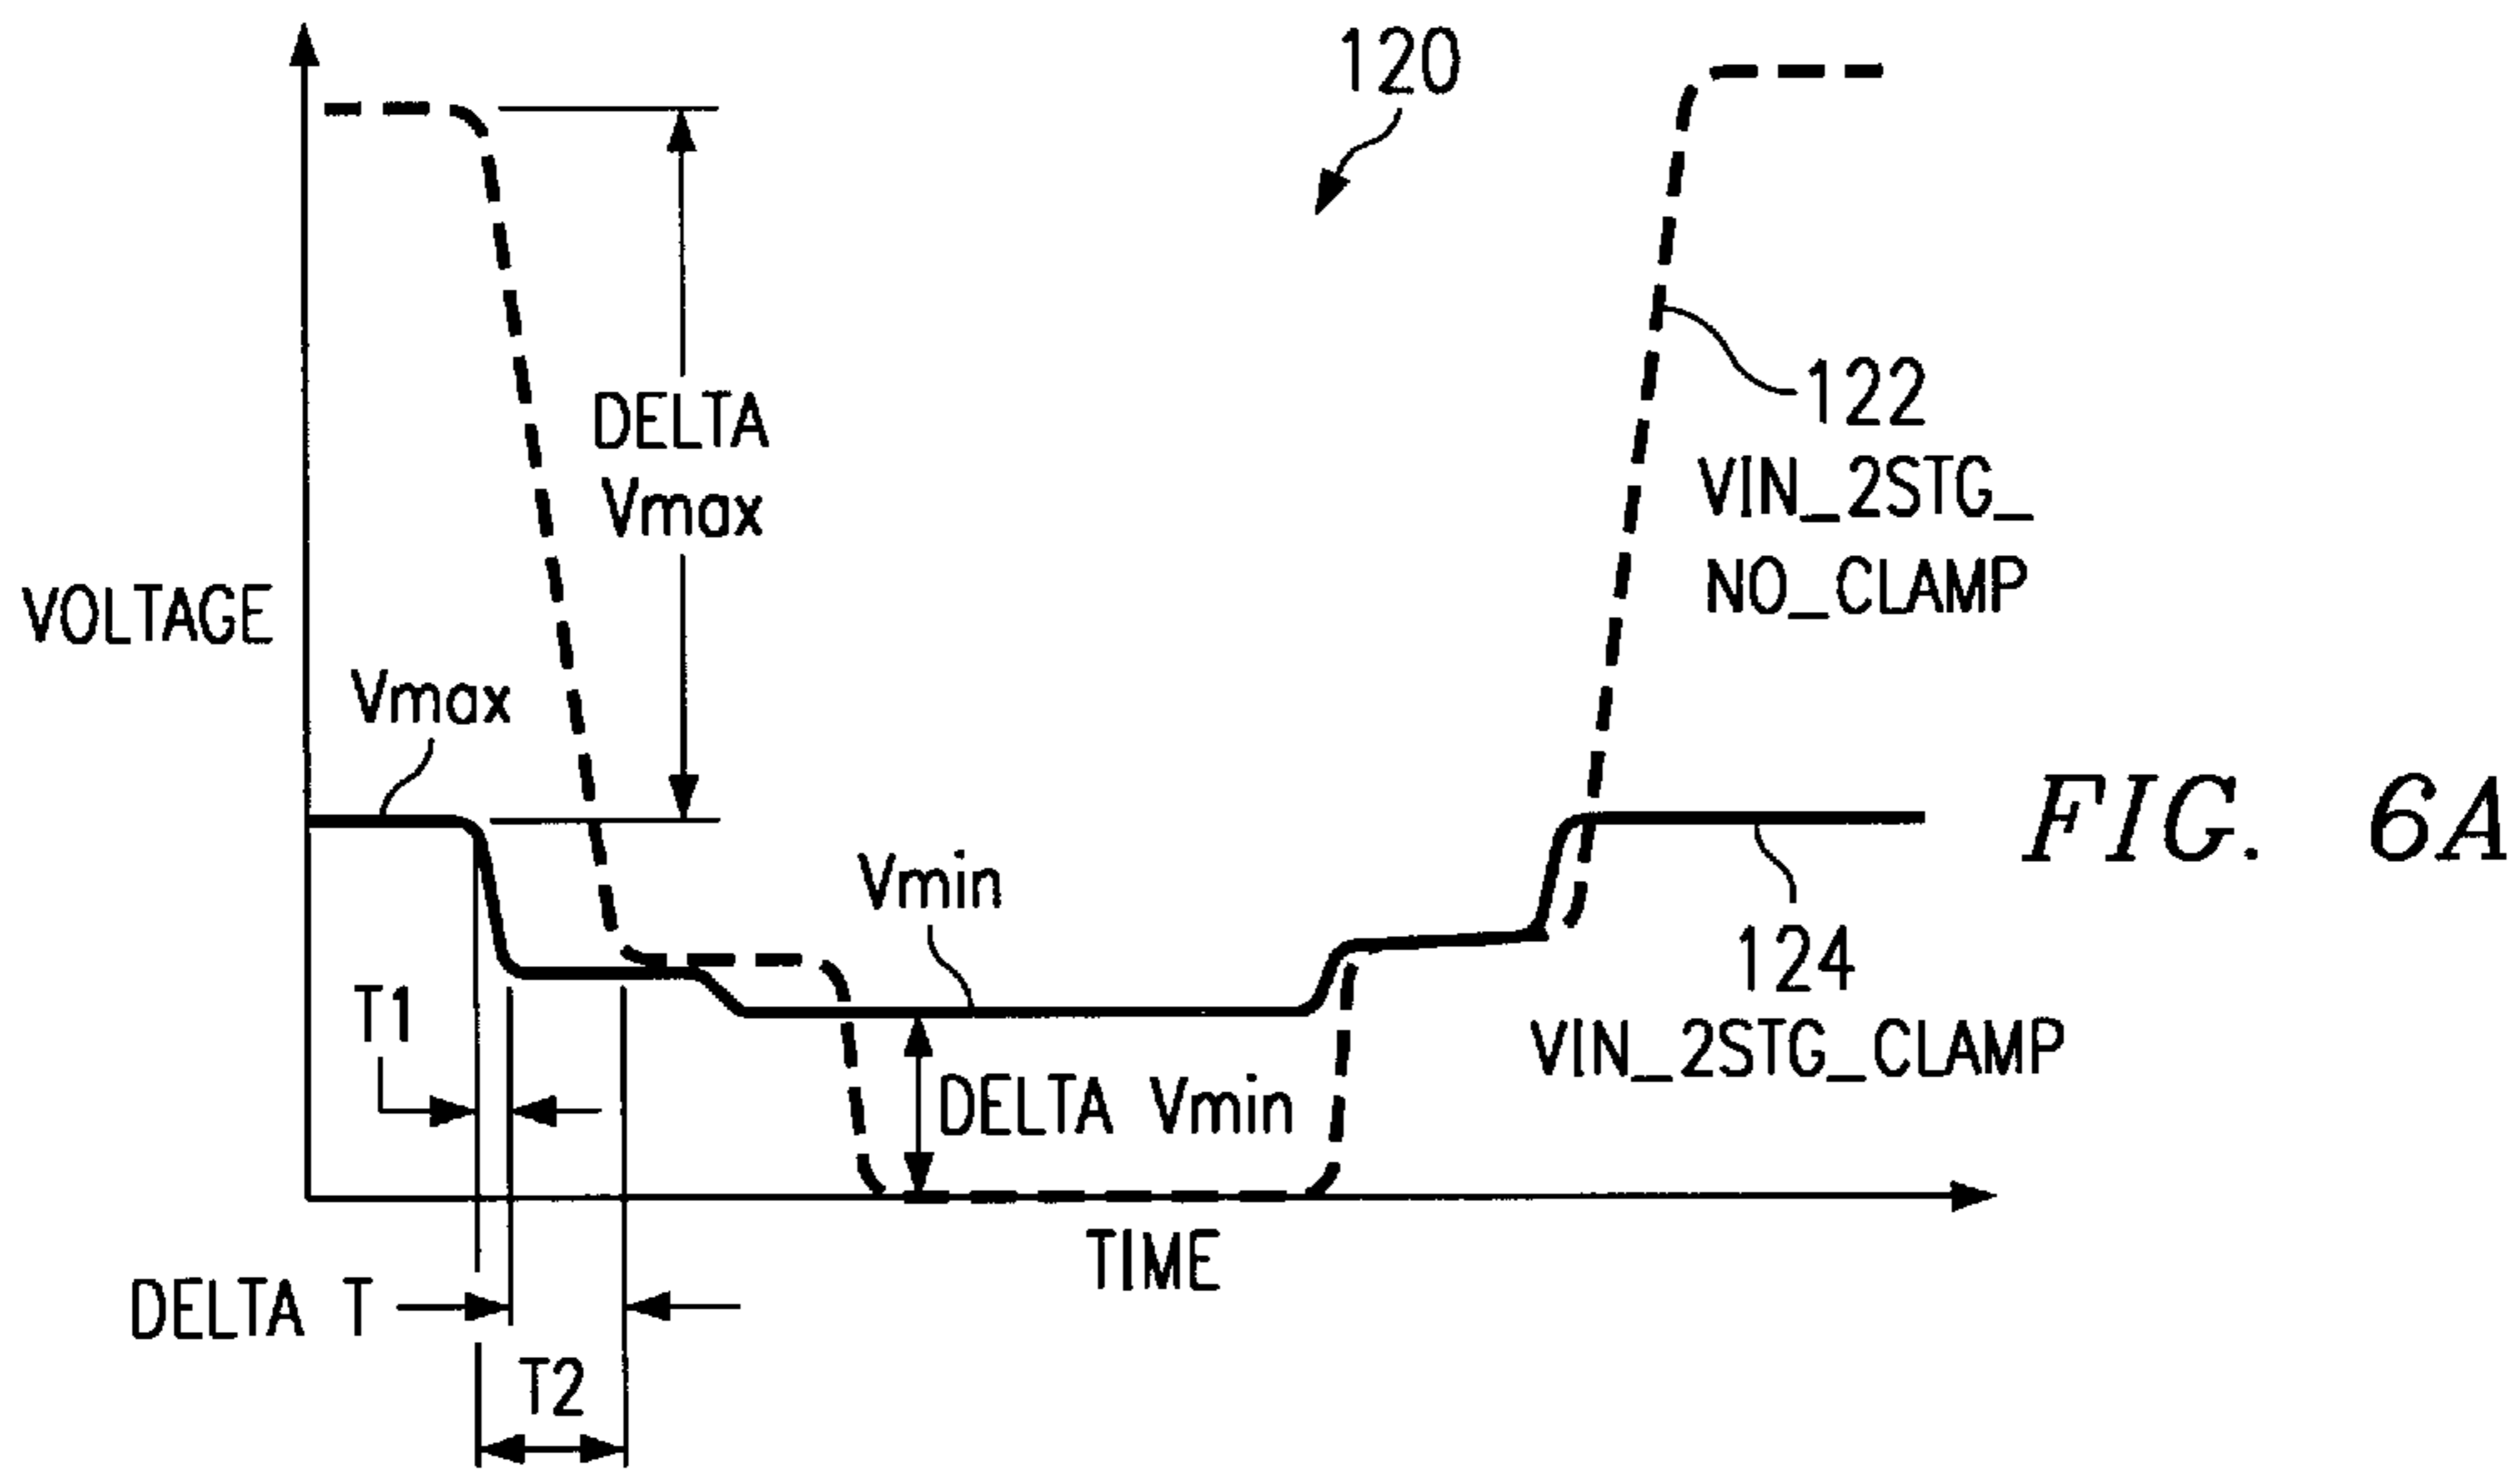 120
DELTA
Vmax
122
VIN_2STG_
NO_CLAMP
VOLTAGE
Vmax
FIG. 6A
Vmin
124
VIN_2STG_CLAMP
T1
DELTA Vmin
TIME
DELTA T
T2